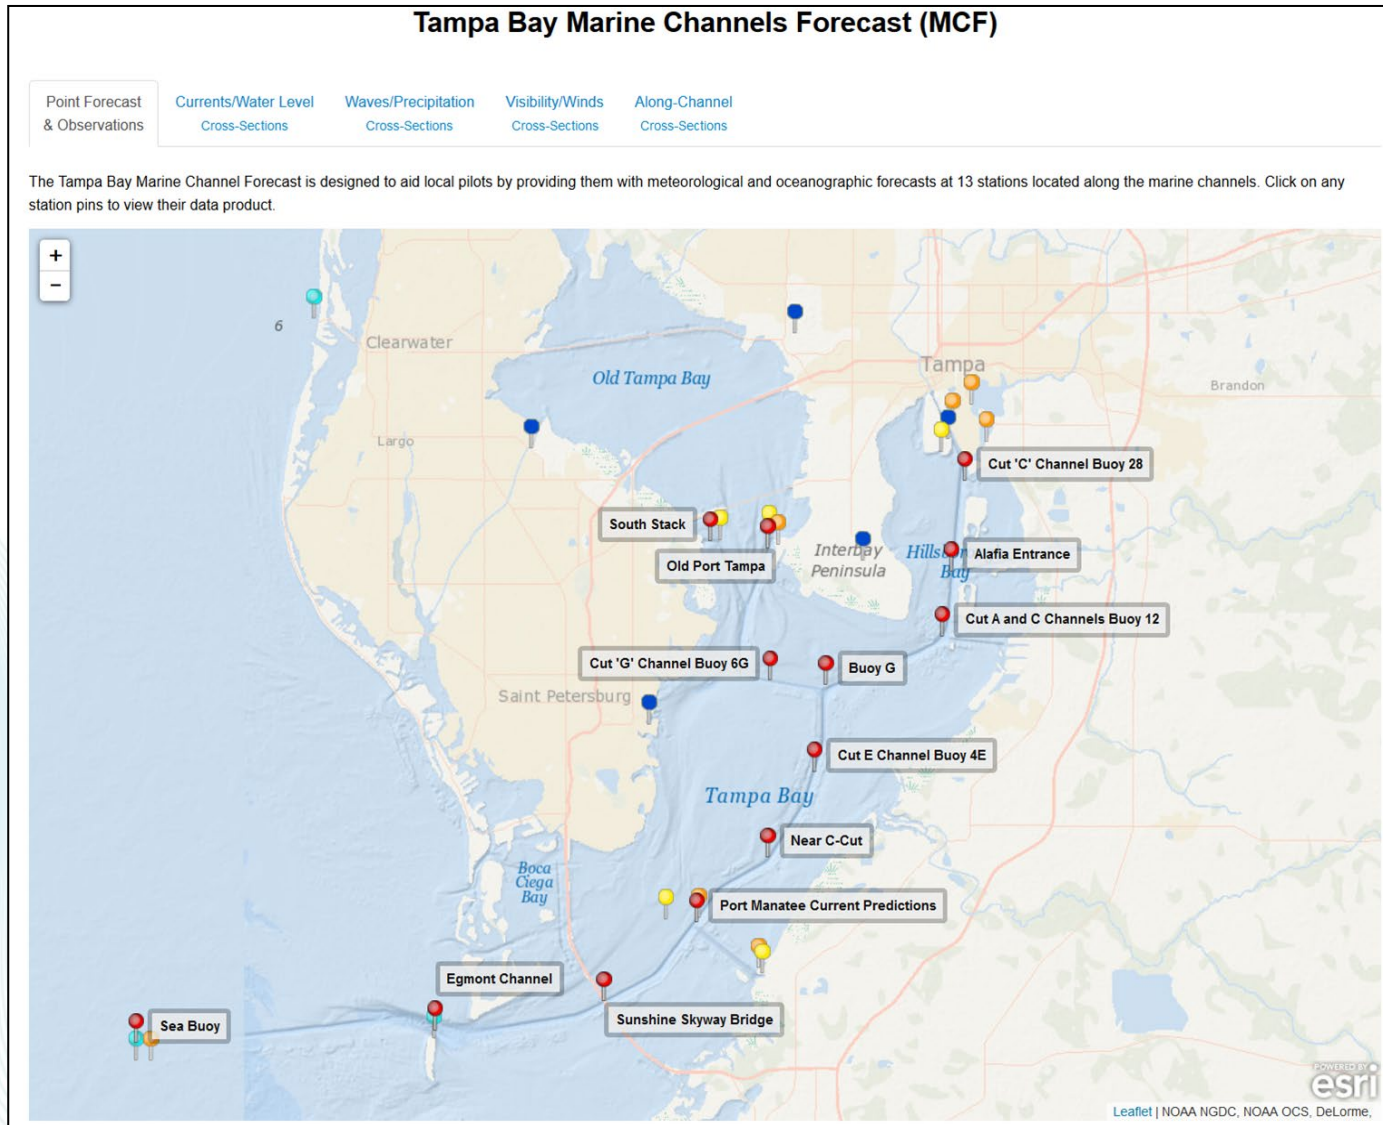 Tampa Bay Marine Channels Forecast (MCF)
Point Forecast
& Observations
Currents/Water Level
Cross-Sections
Waves/Precipitation
Cross-Sections
Visibility/Winds
Cross-Sections
Along-Channel
Cross-Sections
The Tampa Bay Marine Channel Forecast is designed to aid local pilots by providing them with meteorological and oceanographic forecasts at 13 stations located along the marine channels. Click on any
station pins to view their data product.
+
−
6
Clearwater
Old Tampa Bay
Tampa
Brandon
Largo
Cut 'C' Channel Buoy 28
South Stack
Old Port Tampa
Interbay
Peninsula
Hillsbor
Bay
Alafia Entrance
Cut A and C Channels Buoy 12
Cut 'G' Channel Buoy 6G
Buoy G
Saint Petersburg
Cut E Channel Buoy 4E
Tampa Bay
Near C-Cut
Boca
Ciega
Bay
Port Manatee Current Predictions
Egmont Channel
Sunshine Skyway Bridge
Sea Buoy
POWERED BY
esri
Leaflet | NOAA NGDC, NOAA OCS, DeLorme,